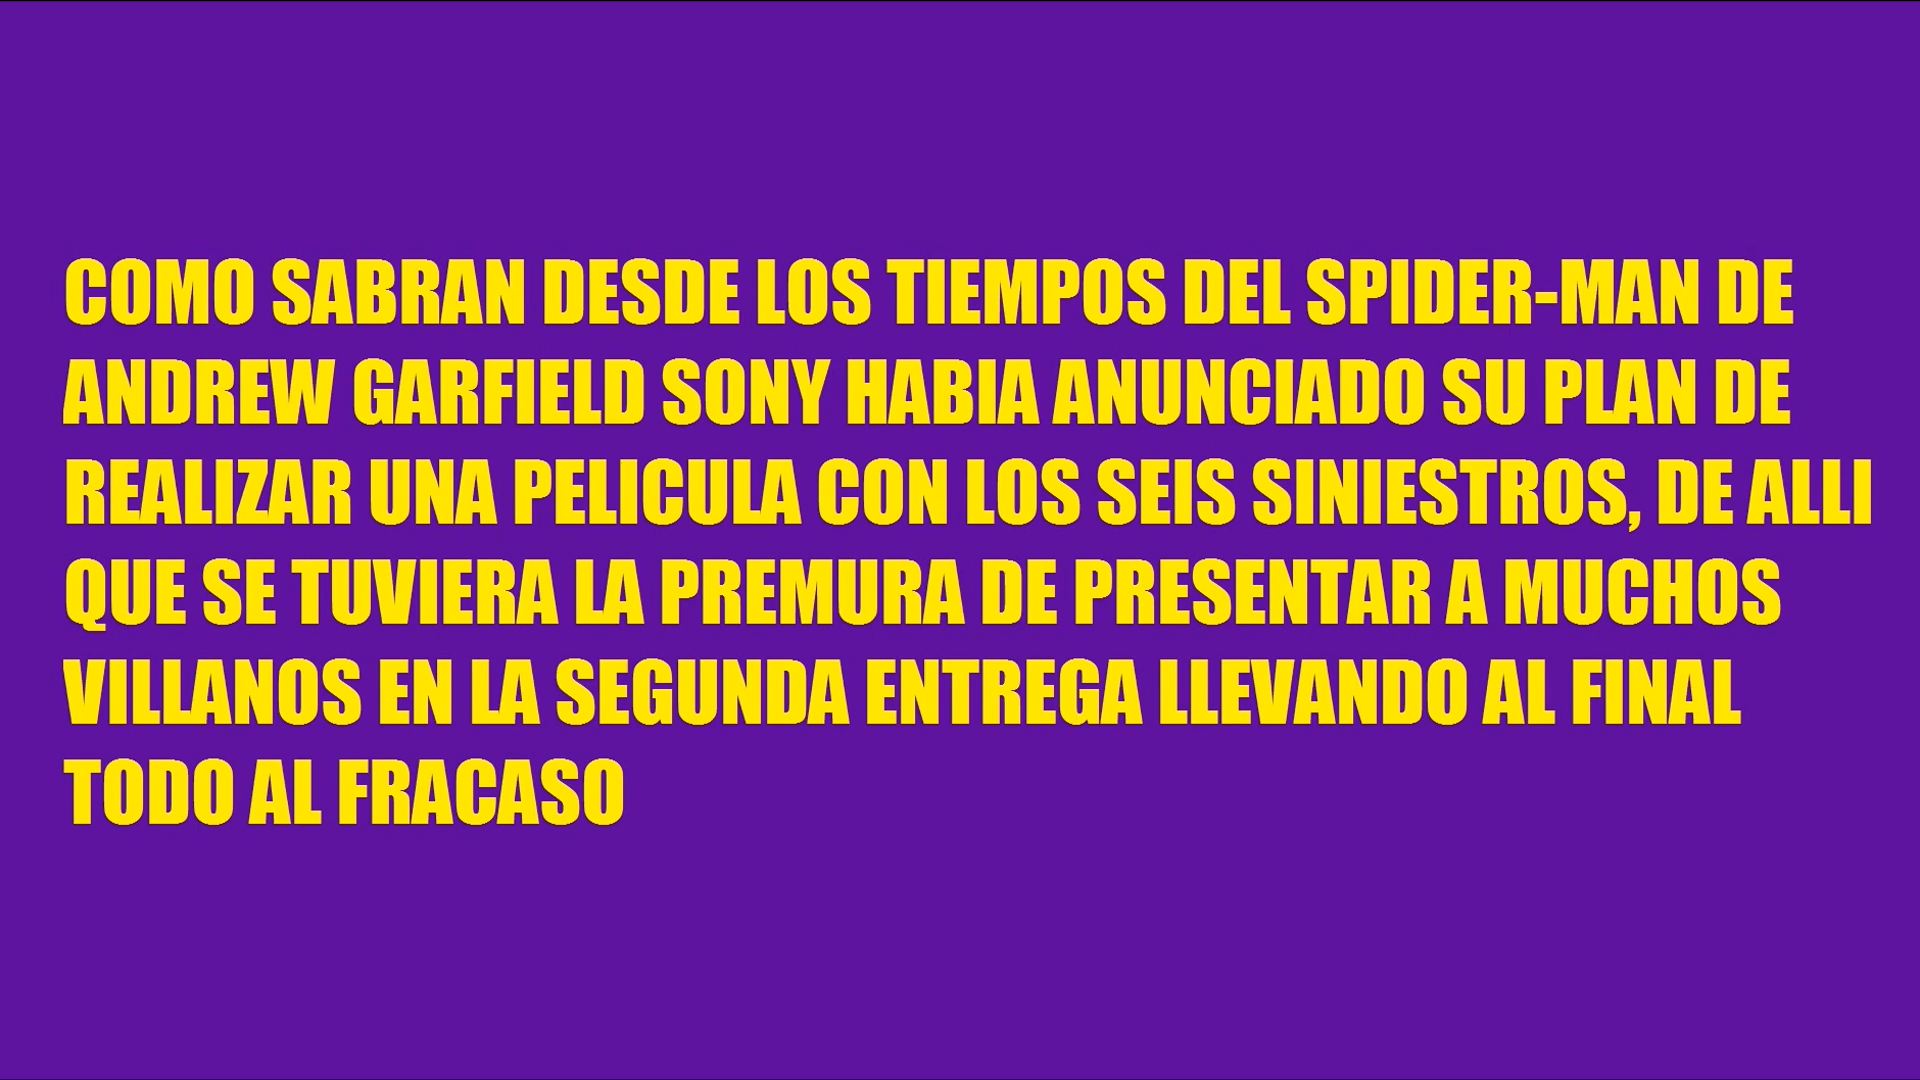 COMO SABRAN DESDE LOS TIEMPOS DEL SPIDER-MAN DE
ANDREW GARFIELD SONY HABIA ANUNCIADO SU PLAN DE
REALIZAR UNA PELICULA CON LOS SEIS SINIESTROS, DE ALLI
QUE SE TUVIERA LA PREMURA DE PRESENTAR A MUCHOS
VILLANOS EN LA SEGUNDA ENTREGA LLEVANDO AL FINAL
TODO AL FRACASO